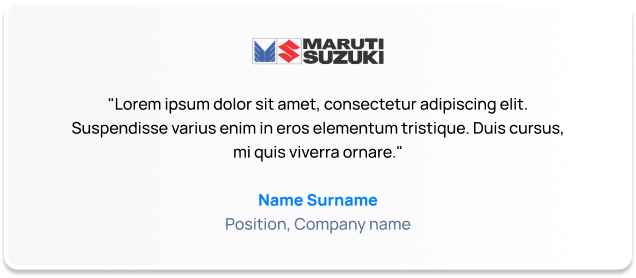 MARUTI
SUZUKI
"Lorem ipsum dolor sit amet, consectetur adipiscing elit.
Suspendisse varius enim in eros elementum tristique. Duis cursus,
mi quis viverra ornare."
Name Surname
Position, Company name